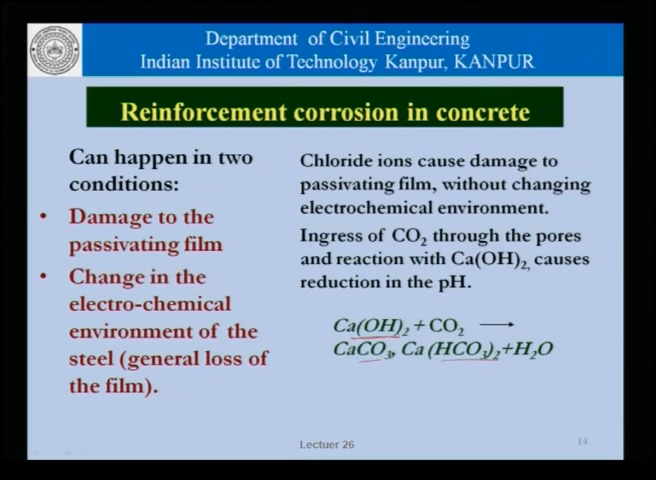 Department of Civil Engineering
Indian Institute of Technology Kanpur, KANPUR
Reinforcement corrosion in concrete
Can happen in two
conditions:
• Damage to the
passivating film
• Change in the
electro-chemical
environment of the
steel (general loss of
the film).
Chloride ions cause damage to
passivating film, without changing
electrochemical environment.
Ingress of CO₂ through the pores
and reaction with Ca(OH)₂, causes
reduction in the pH.
Ca(OH)₂ + CO₂ ⟶
CaCO₃, Ca (HCO₃)₂+H₂O
Lectuer 26
14